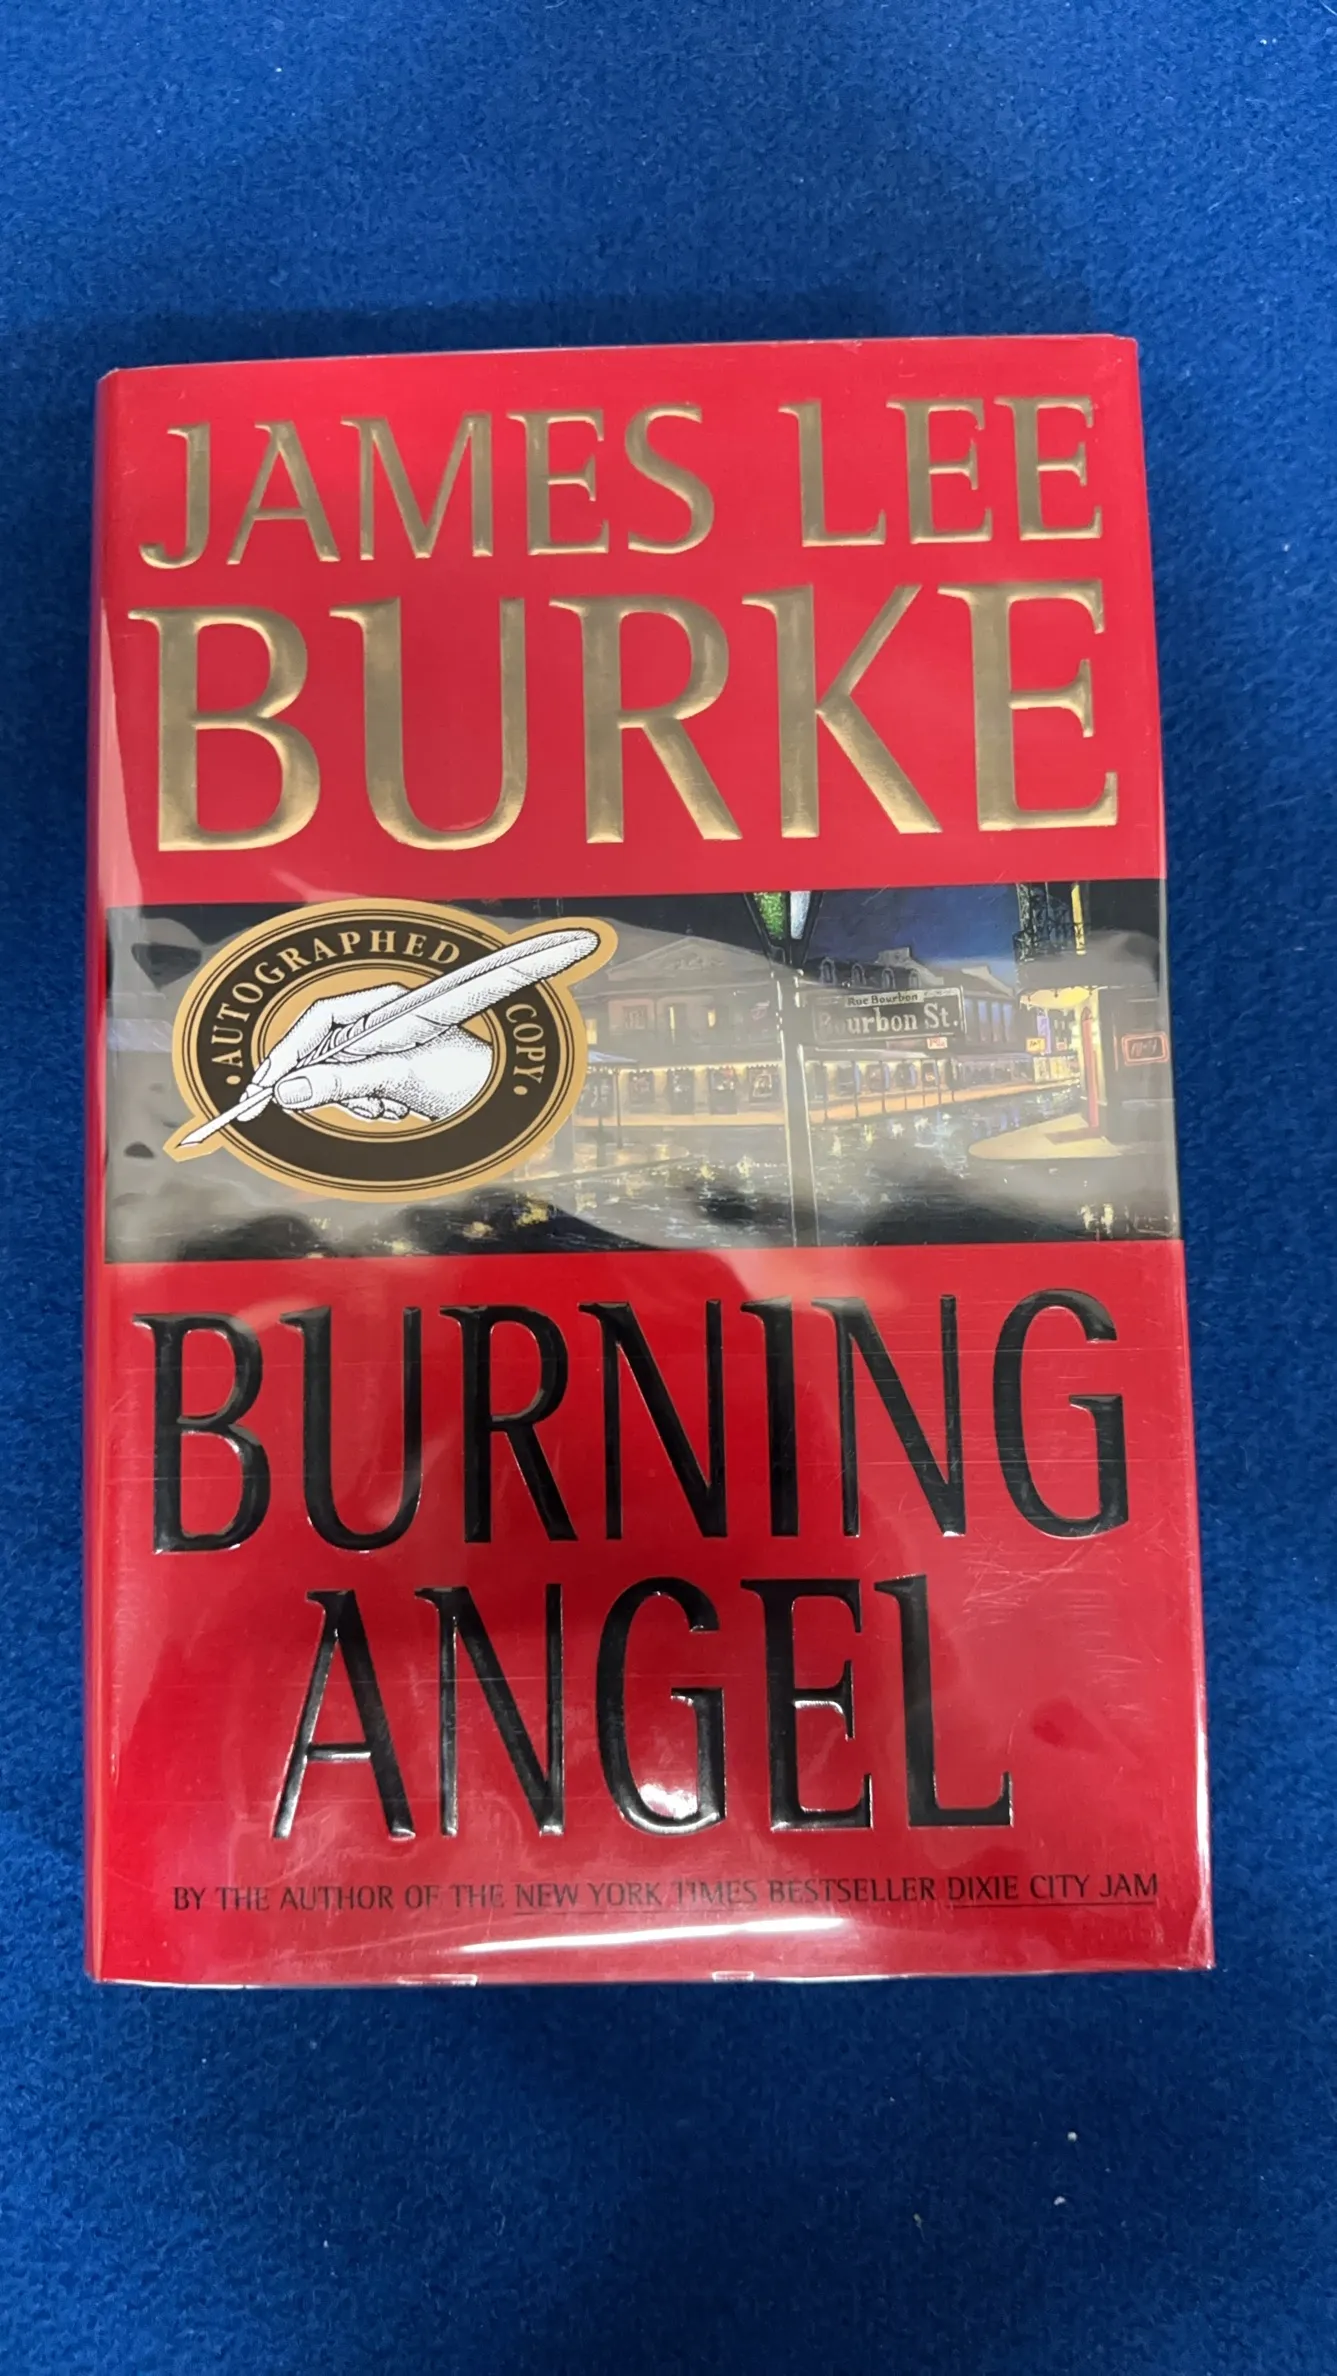 JAMES LEE
BURKE
AUTOGRAPHED
COPY
Rue Bourbon
Bourbon St.
BURNING
ANGEL
BY THE AUTHOR OF THE NEW YORK TIMES BESTSELLER DIXIE CITY JAM